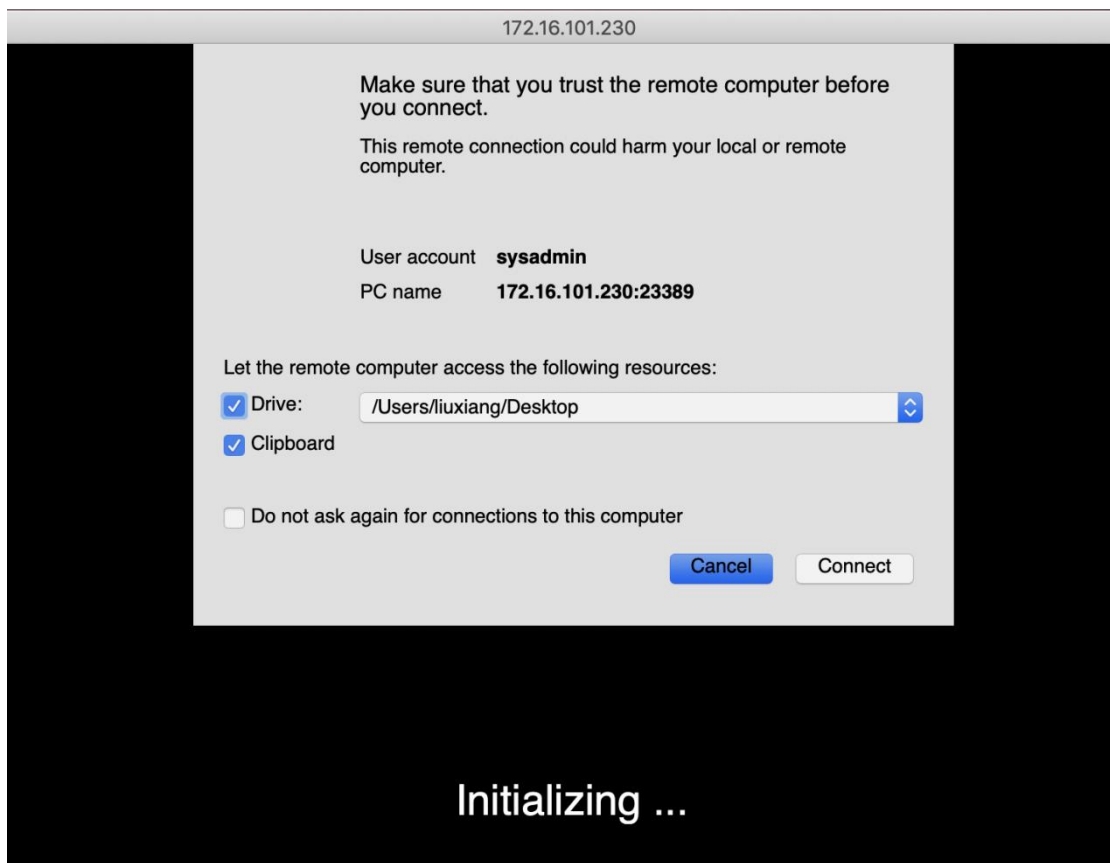 172.16.101.230
Make sure that you trust the remote computer before
you connect.
This remote connection could harm your local or remote
computer.
User account sysadmin
PC name 172.16.101.230:23389
Let the remote computer access the following resources:
Drive: /Users/liuxiang/Desktop
Clipboard
Do not ask again for connections to this computer
Cancel Connect
Initializing ...